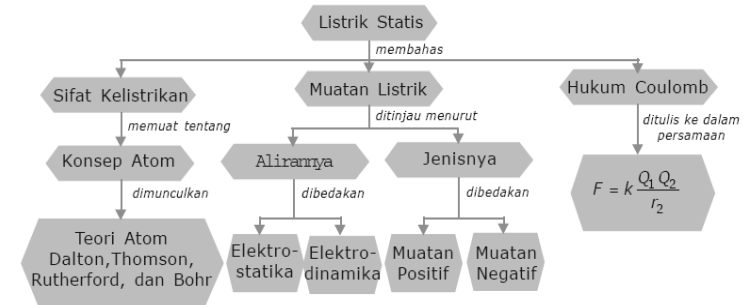 Listrik Statis
membahas
Sifat Kelistrikan
Muatan Listrik
Hukum Coulomb
memuat tentang
ditinjau menurut
ditulis ke dalam
persamaan
Konsep Atom
Alirannya
Jenisnya
F = k Q₁ Q₂ / r₂
dimunculkan
dibedakan
dibedakan
Teori Atom
Dalton,Thomson,
Rutherford, dan Bohr
Elektro-
statika
Elektro-
dinamika
Muatan
Positif
Muatan
Negatif